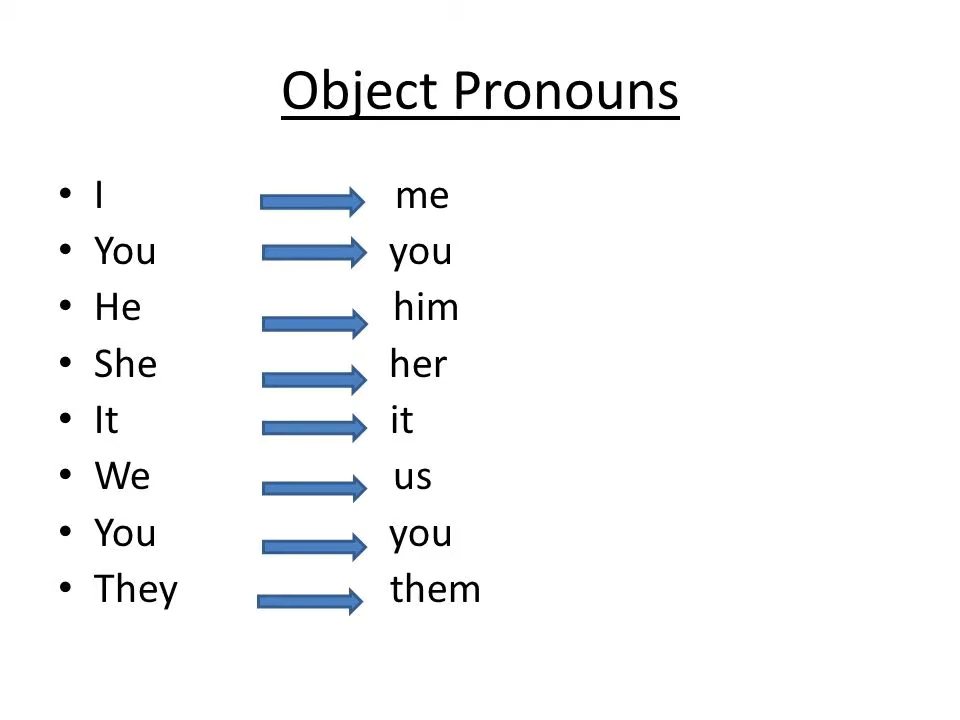 Object Pronouns
• I me
• You you
• He him
• She her
• It it
• We us
• You you
• They them